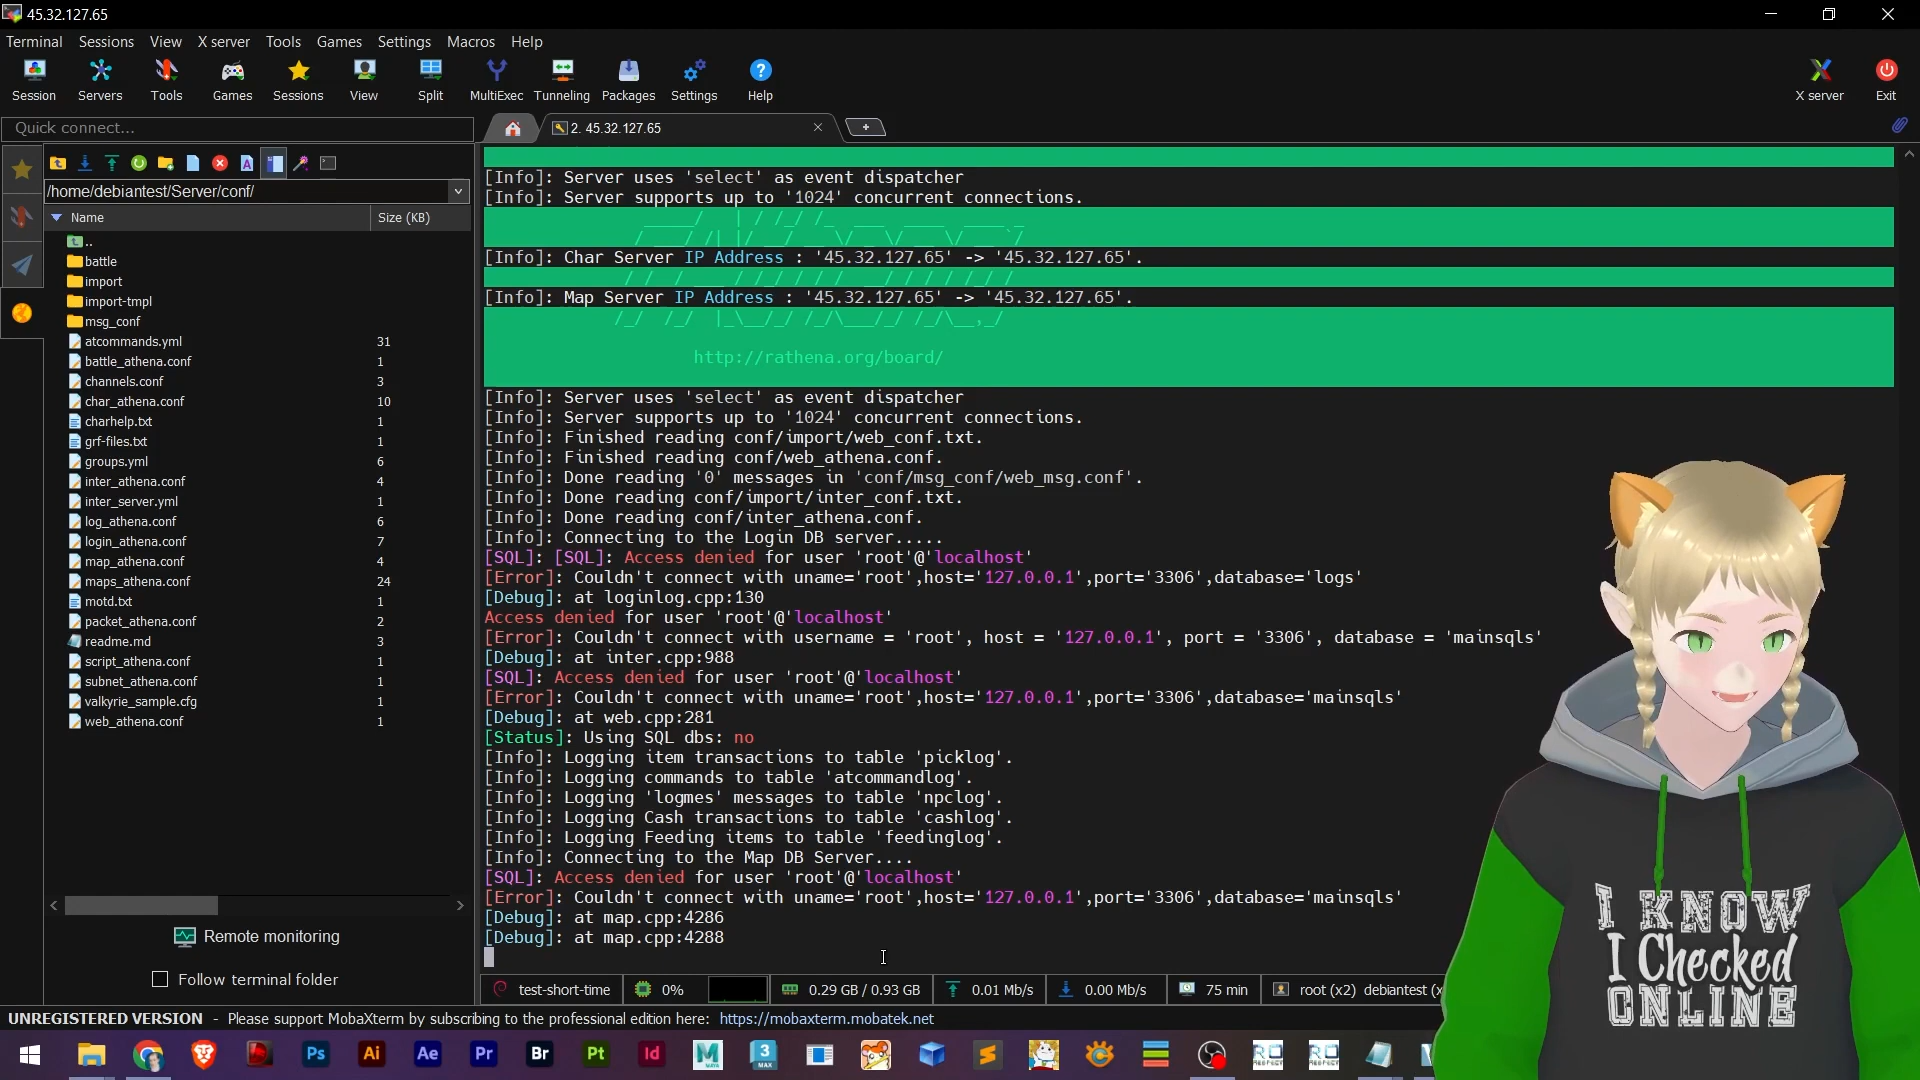 45.32.127.65
Terminal Sessions View X server Tools Games Settings Macros Help
Session Servers Tools Games Sessions View Split MultiExec Tunneling Packages Settings Help X server Exit
Quick connect...
2. 45.32.127.65
/home/debiantest/Server/conf/
Name Size (KB)
..
battle
import
import-tmpl
msg_conf
atcommands.yml 31
battle_athena.conf 1
channels.conf 3
char_athena.conf 10
charhelp.txt 1
grf-files.txt 1
groups.yml 6
inter_athena.conf 4
inter_server.yml 1
log_athena.conf 6
login_athena.conf 7
map_athena.conf 4
maps_athena.conf 24
motd.txt 1
packet_athena.conf 2
readme.md 3
script_athena.conf 1
subnet_athena.conf 1
valkyrie_sample.cfg 1
web_athena.conf 1
Remote monitoring
Follow terminal folder
[Info]: Server uses 'select' as event dispatcher
[Info]: Server supports up to '1024' concurrent connections.
[Info]: Char Server IP Address : '45.32.127.65' -> '45.32.127.65'.
[Info]: Map Server IP Address : '45.32.127.65' -> '45.32.127.65'.
http://rathena.org/board/
[Info]: Server uses 'select' as event dispatcher
[Info]: Server supports up to '1024' concurrent connections.
[Info]: Finished reading conf/import/web_conf.txt.
[Info]: Finished reading conf/web_athena.conf.
[Info]: Done reading '0' messages in 'conf/msg_conf/web_msg.conf'.
[Info]: Done reading conf/import/inter_conf.txt.
[Info]: Done reading conf/inter_athena.conf.
[Info]: Connecting to the Login DB server.....
[SQL]: [SQL]: Access denied for user 'root'@'localhost'
[Error]: Couldn't connect with uname='root',host='127.0.0.1',port='3306',database='logs'
[Debug]: at loginlog.cpp:130
Access denied for user 'root'@'localhost'
[Error]: Couldn't connect with username = 'root', host = '127.0.0.1', port = '3306', database = 'mainsqls'
[Debug]: at inter.cpp:988
[SQL]: Access denied for user 'root'@'localhost'
[Error]: Couldn't connect with uname='root',host='127.0.0.1',port='3306',database='mainsqls'
[Debug]: at web.cpp:281
[Status]: Using SQL dbs: no
[Info]: Logging item transactions to table 'picklog'.
[Info]: Logging commands to table 'atcommandlog'.
[Info]: Logging 'logmes' messages to table 'npclog'.
[Info]: Logging Cash transactions to table 'cashlog'.
[Info]: Logging Feeding items to table 'feedinglog'.
[Info]: Connecting to the Map DB Server....
[SQL]: Access denied for user 'root'@'localhost'
[Error]: Couldn't connect with uname='root',host='127.0.0.1',port='3306',database='mainsqls'
[Debug]: at map.cpp:4286
[Debug]: at map.cpp:4288
test-short-time 0% 0.29 GB / 0.93 GB 0.01 Mb/s 0.00 Mb/s 75 min root (x2) debiantest (x
I KNOW
I Checked
ONLINE
UNREGISTERED VERSION - Please support MobaXterm by subscribing to the professional edition here: https://mobaxterm.mobatek.net
Ps Ai Ae Pr Br Pt Id